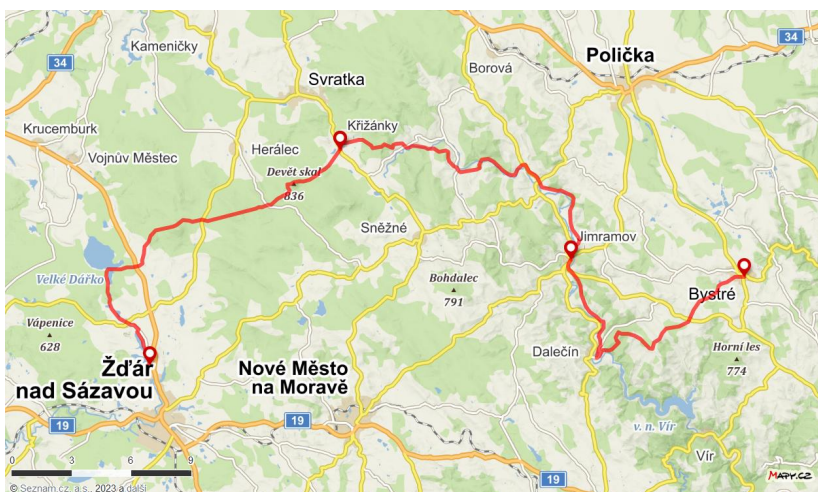 Kameničky
34
34
Polička
Borová
Svratka
Křižánky
Krucemburk
Herálec
Vojnův Městec
Devět skal
836
Sněžné
Jimramov
Velké Dářko
Bohdalec
791
Bystré
Vápenice
628
Dalečín
Horní les
774
Žďár
nad Sázavou
Nové Město
na Moravě
19
19
v. n. Vír
Vír
0 3 6 9
19
Mapy.cz
© Seznam.cz, a.s., 2023 a další